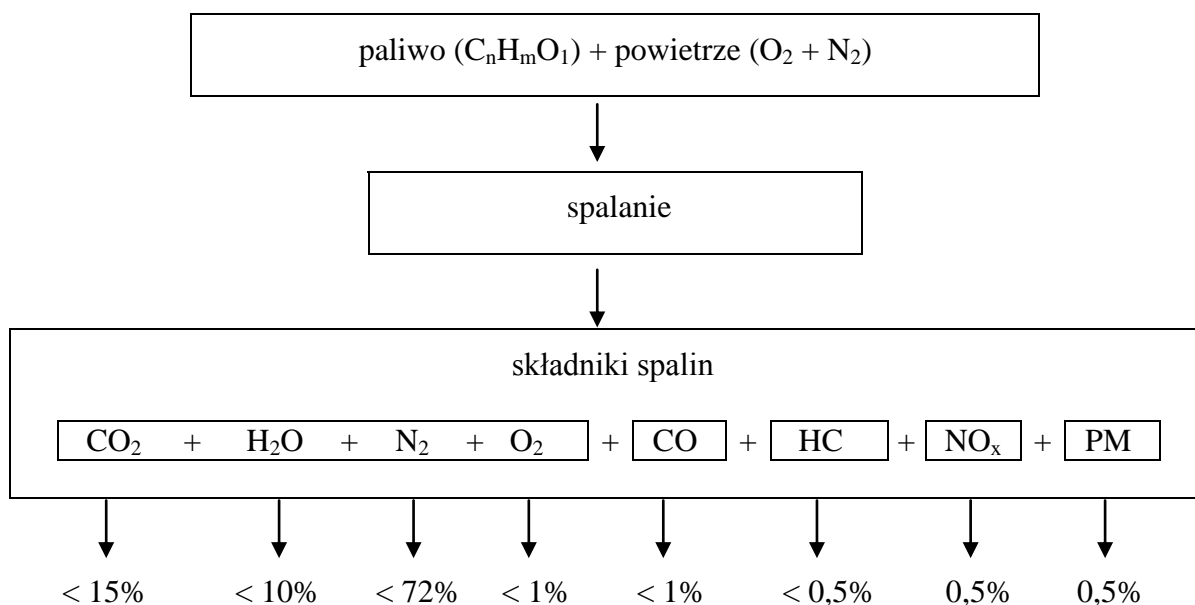 paliwo (CₙHₘO₁) + powietrze (O₂ + N₂)
spalanie
składniki spalin
CO₂ + H₂O + N₂ + O₂ + CO + HC + NOₓ + PM
< 15% < 10% < 72% < 1% < 1% < 0,5% 0,5% 0,5%